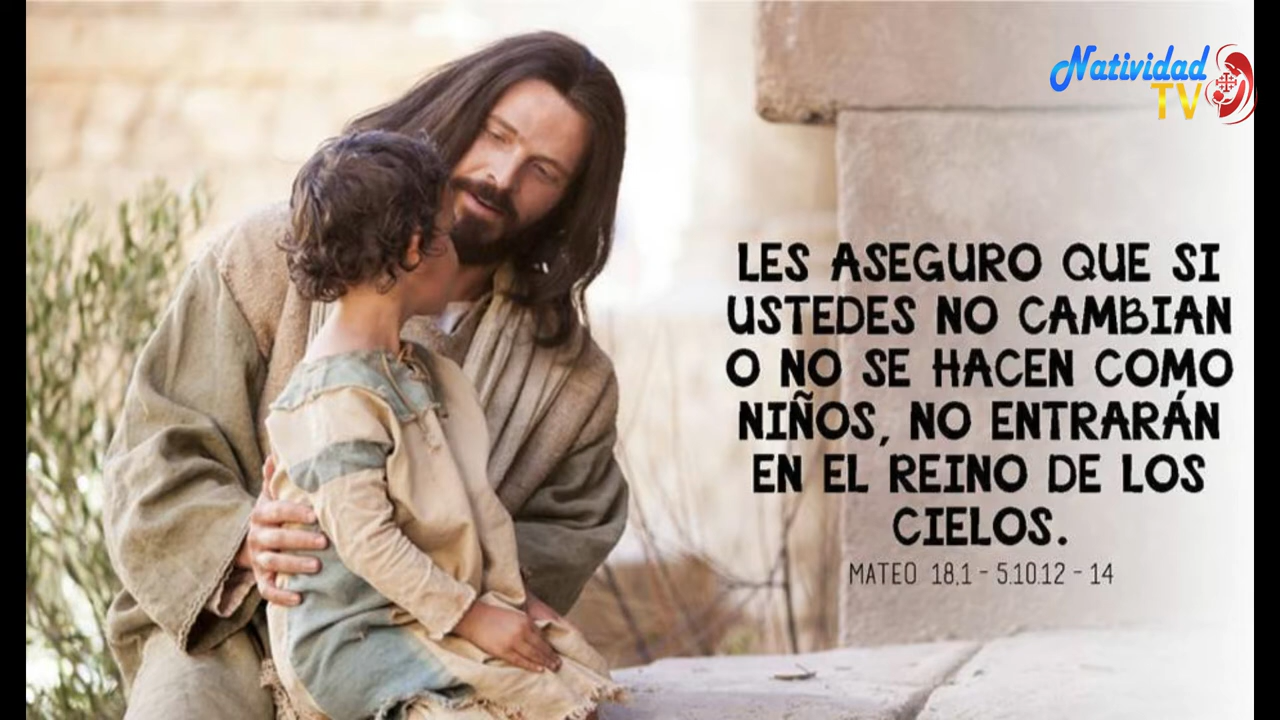 Natividad
TV
LES ASEGURO QUE SI
USTEDES NO CAMBIAN
O NO SE HACEN COMO
NIÑOS, NO ENTRARÁN
EN EL REINO DE LOS
CIELOS.
MATEO 18,1 - 5.10.12 - 14